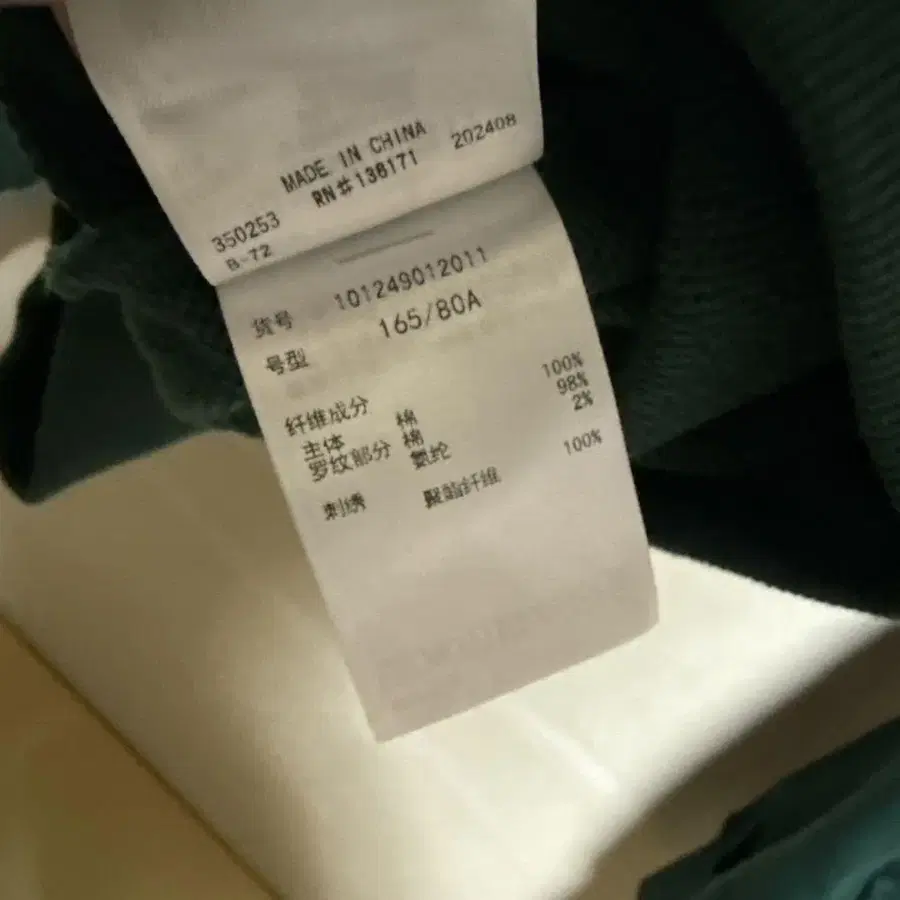 MADE IN CHINA 202408
RN#138171
350253
B-72
货号 101249012011
号型 165/80A
纤维成分
主体 棉 100%
罗纹部分 棉 98%
氨纶 2%
刺绣 聚酯纤维 100%